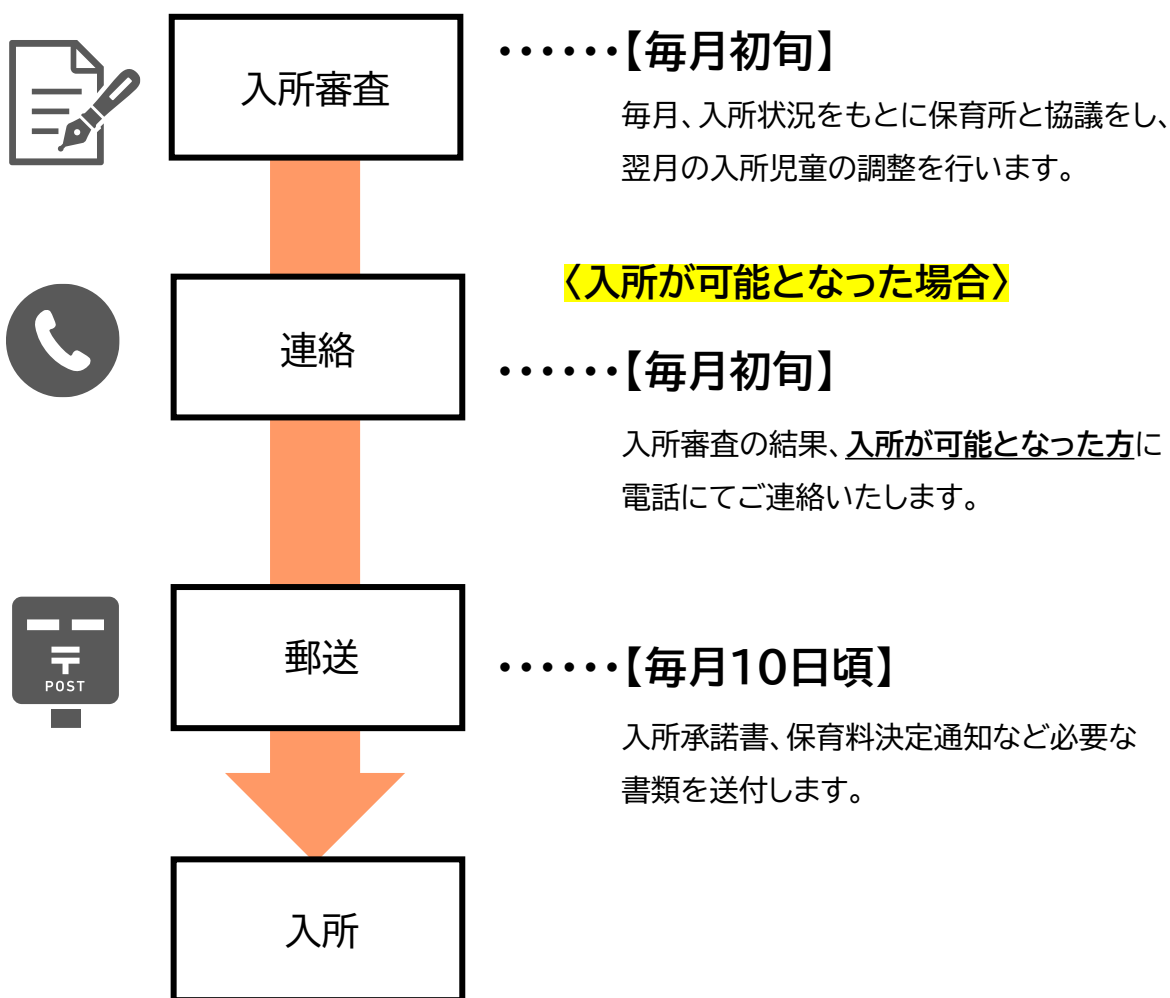 入所審査
・・・・・・【毎月初旬】
毎月、入所状況をもとに保育所と協議をし、
翌月の入所児童の調整を行います。
〈入所が可能となった場合〉
連絡
・・・・・・【毎月初旬】
入所審査の結果、入所が可能となった方に
電話にてご連絡いたします。
POST
郵送
・・・・・・【毎月10日頃】
入所承諾書、保育料決定通知など必要な
書類を送付します。
入所